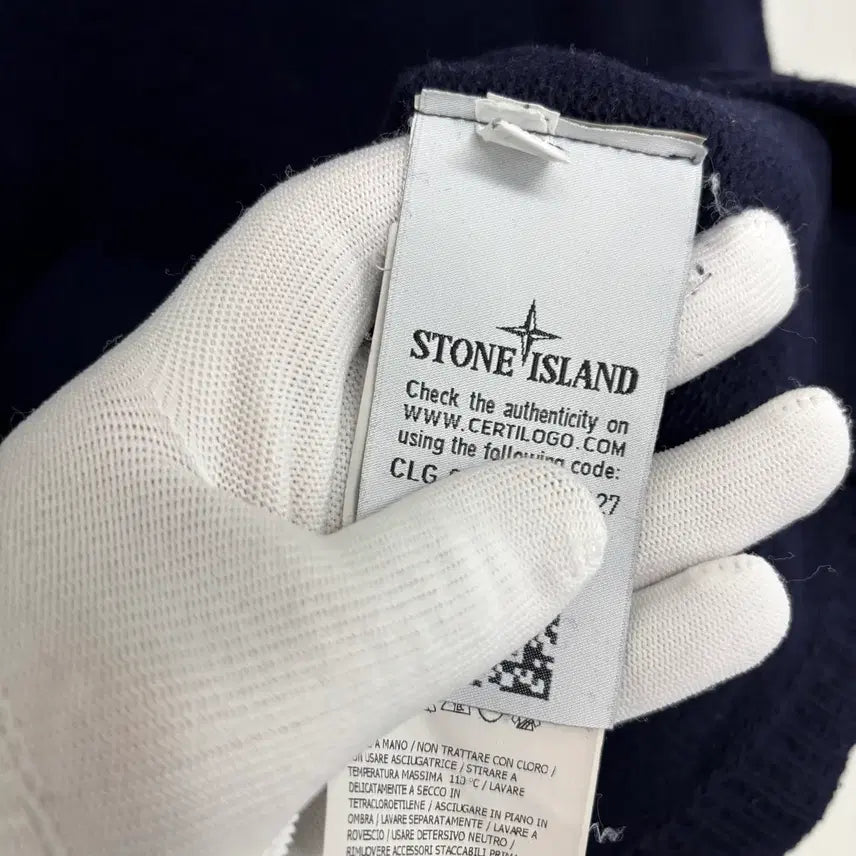 STONE ISLAND
Check the authenticity on
WWW.CERTILOGO.COM
using the following code:
CLG 27
A MANO / NON TRATTARE CON CLORO /
USARE ASCIUGATRICE / STIRARE A
TEMPERATURA MASSIMA 110 °C / LAVARE
DELICATAMENTE A SECCO IN
TETRACLOROETILENE / ASCIUGARE IN PIANO IN
OMBRA / LAVARE SEPARATAMENTE / LAVARE A
ROVESCIO / USARE DETERSIVO NEUTRO /
RIMUOVERE ACCESSORI STACCABILI PRIMA